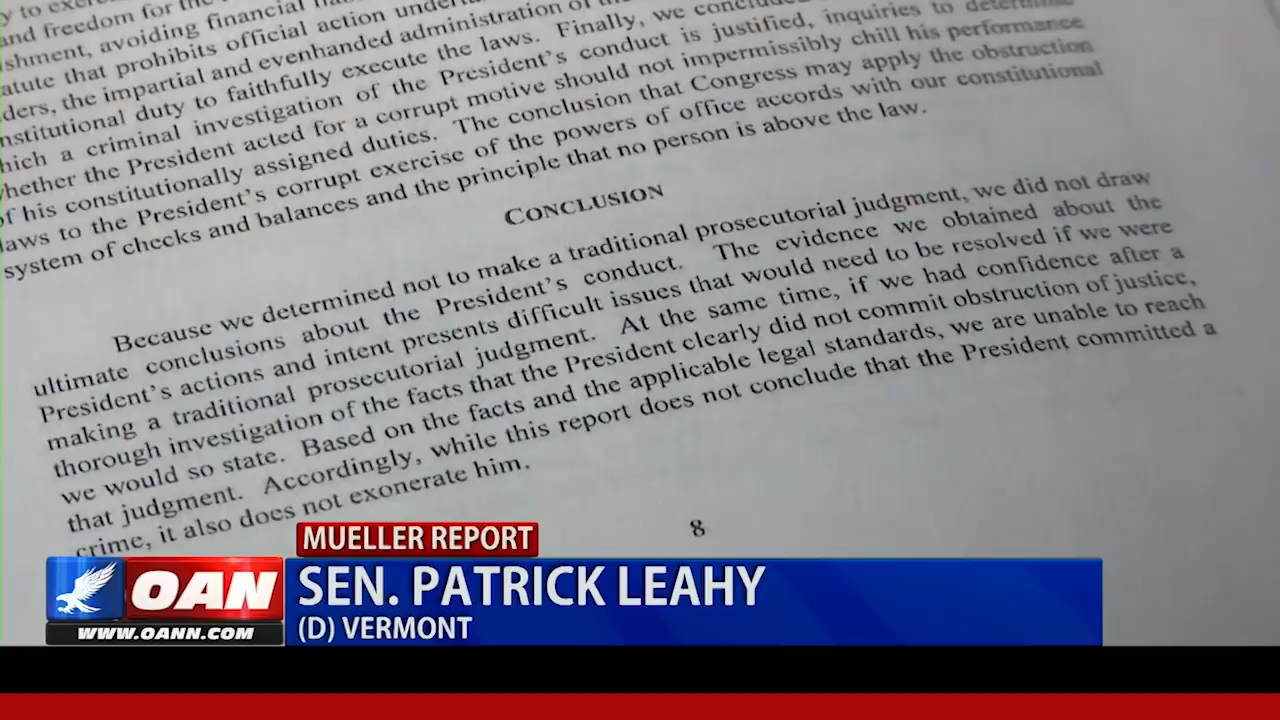 y to exercise
and freedom for the
shment, avoiding financial
atute that prohibits official action
ders, the impartial and evenhanded administration of
nstitutional duty to faithfully execute the laws. Finally, we concluded
hich a criminal investigation of the President's conduct is justified, inquiries to determine
hether the President acted for a corrupt motive should not impermissibly chill his performance
f his constitutionally assigned duties. The conclusion that Congress may apply the obstruction
laws to the President's corrupt exercise of the powers of office accords with our constitutional
system of checks and balances and the principle that no person is above the law.
CONCLUSION
Because we determined not to make a traditional prosecutorial judgment, we did not draw
ultimate conclusions about the President's conduct. The evidence we obtained about the
President's actions and intent presents difficult issues that would need to be resolved if we were
making a traditional prosecutorial judgment. At the same time, if we had confidence after a
thorough investigation of the facts that the President clearly did not commit obstruction of justice,
we would so state. Based on the facts and the applicable legal standards, we are unable to reach
that judgment. Accordingly, while this report does not conclude that the President committed a
crime, it also does not exonerate him.
8
MUELLER REPORT
OAN
SEN. PATRICK LEAHY
WWW.OANN.COM
(D) VERMONT